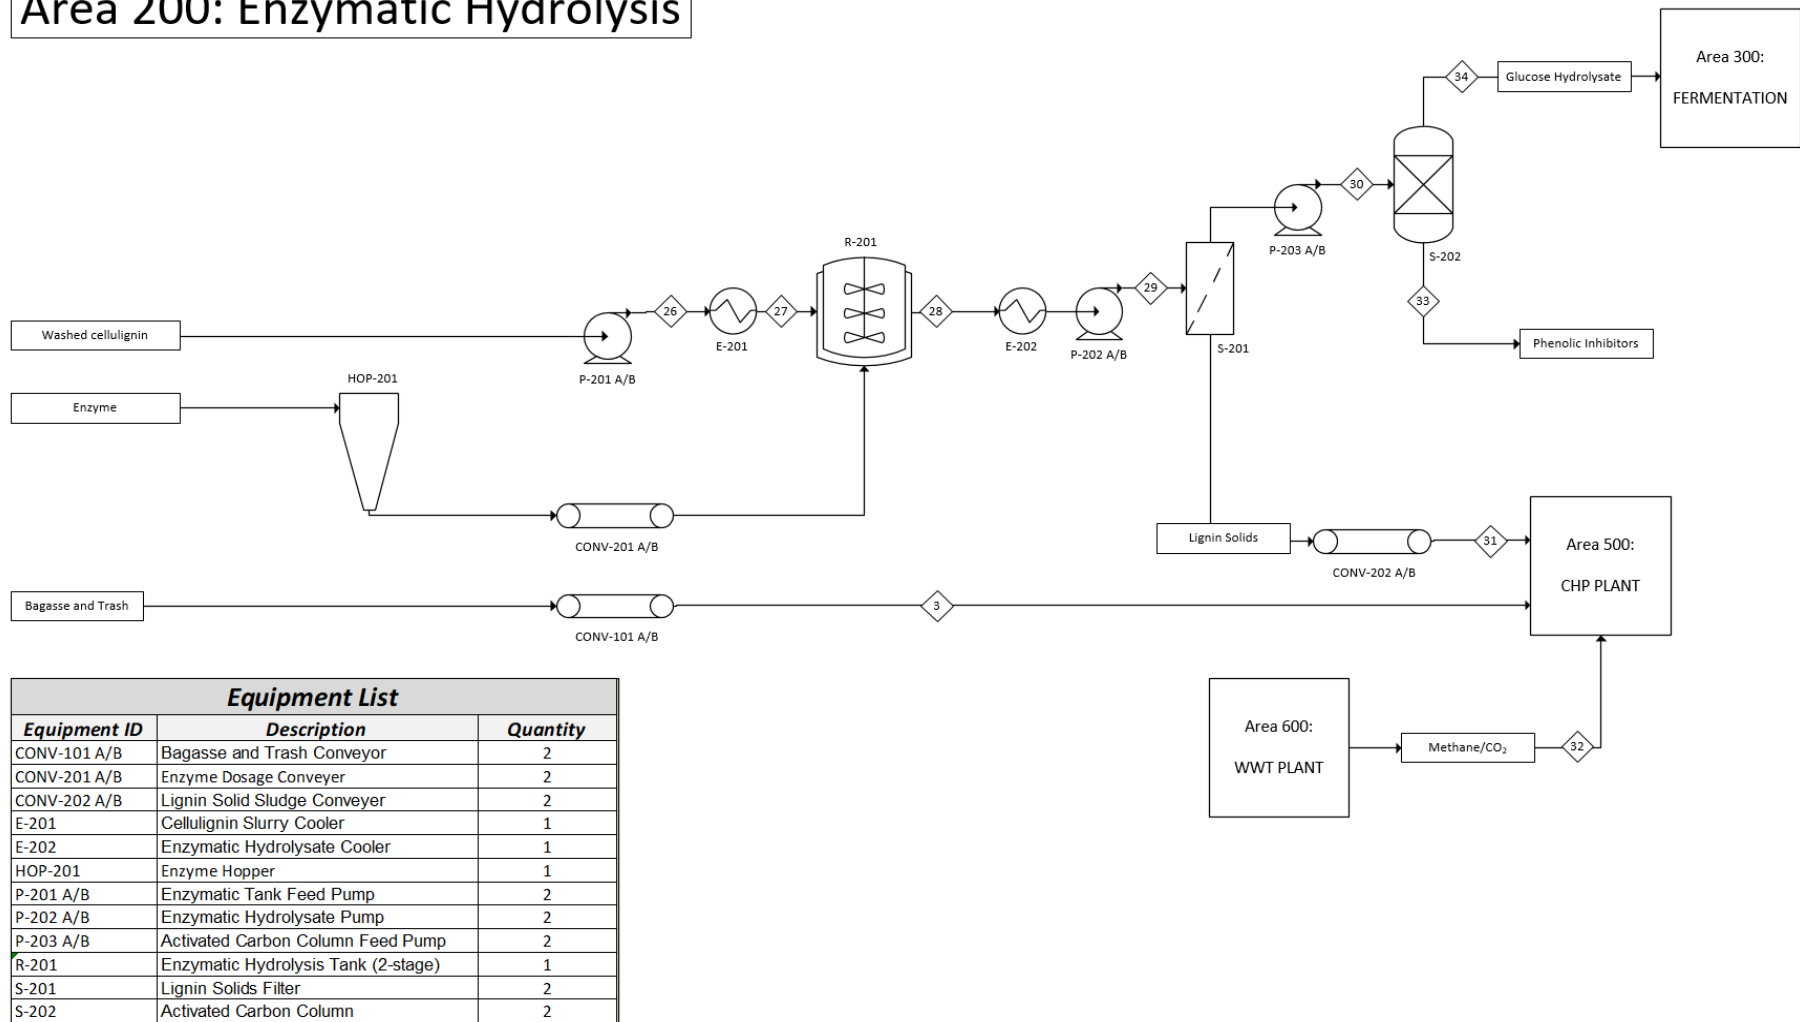 Area 200: Enzymatic Hydrolysis
Area 300:
FERMENTATION
34
Glucose Hydrolysate
30
P-203 A/B
S-202
33
Phenolic Inhibitors
R-201
Washed cellulignin
P-201 A/B
26
E-201
27
28
E-202
P-202 A/B
29
S-201
HOP-201
Enzyme
CONV-201 A/B
Lignin Solids
CONV-202 A/B
31
Area 500:
CHP PLANT
Bagasse and Trash
CONV-101 A/B
3
Area 600:
WWT PLANT
Methane/CO₂
32
Equipment List
Equipment ID Description Quantity
CONV-101 A/B Bagasse and Trash Conveyor 2
CONV-201 A/B Enzyme Dosage Conveyer 2
CONV-202 A/B Lignin Solid Sludge Conveyer 2
E-201 Cellulignin Slurry Cooler 1
E-202 Enzymatic Hydrolysate Cooler 1
HOP-201 Enzyme Hopper 1
P-201 A/B Enzymatic Tank Feed Pump 2
P-202 A/B Enzymatic Hydrolysate Pump 2
P-203 A/B Activated Carbon Column Feed Pump 2
R-201 Enzymatic Hydrolysis Tank (2-stage) 1
S-201 Lignin Solids Filter 2
S-202 Activated Carbon Column 2